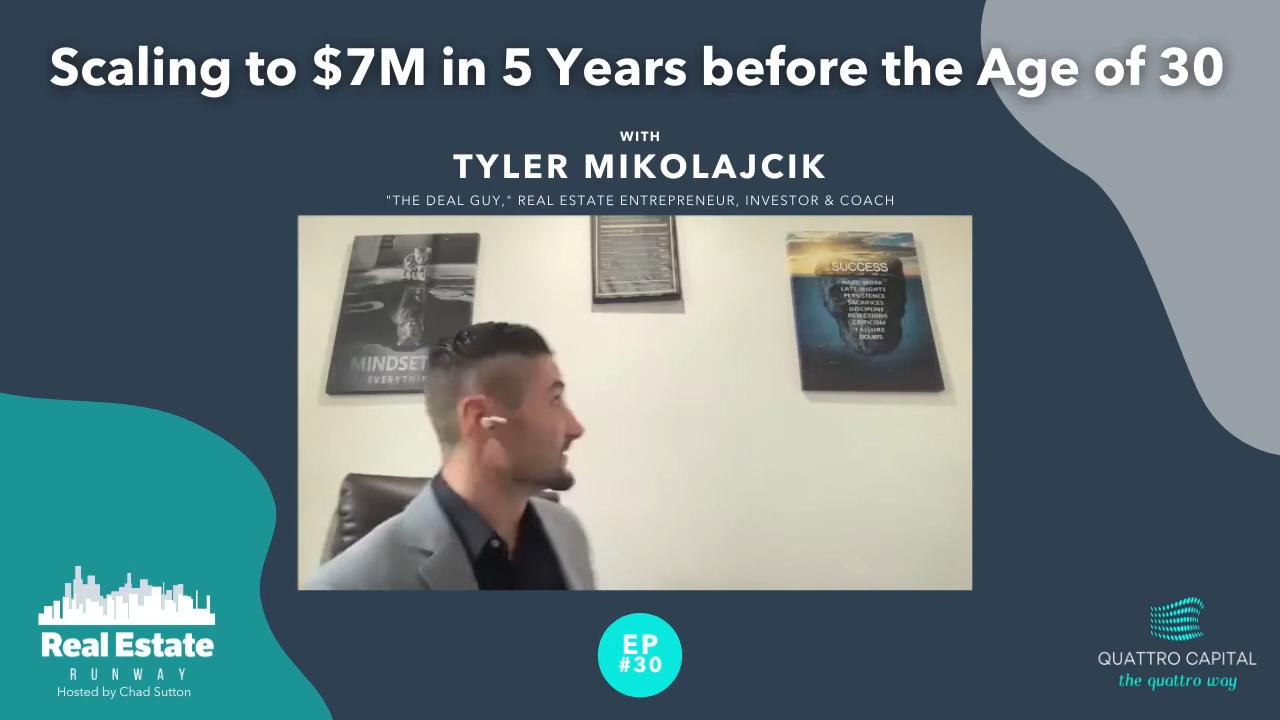 Scaling to $7M in 5 Years before the Age of 30
WITH
TYLER MIKOLAJCIK
"THE DEAL GUY," REAL ESTATE ENTREPRENEUR, INVESTOR & COACH
MINDSET
EVERYTHIN
SUCCESS
HARD WORK
LATE NIGHTS
PERSISTENCE
SACRIFICES
DISCIPLINE
REJECTIONS
CRITICISM
FAILURE
DOUBTS
EP
#30
Real Estate
RUNWAY
Hosted by Chad Sutton
QUATTRO CAPITAL
the quattro way